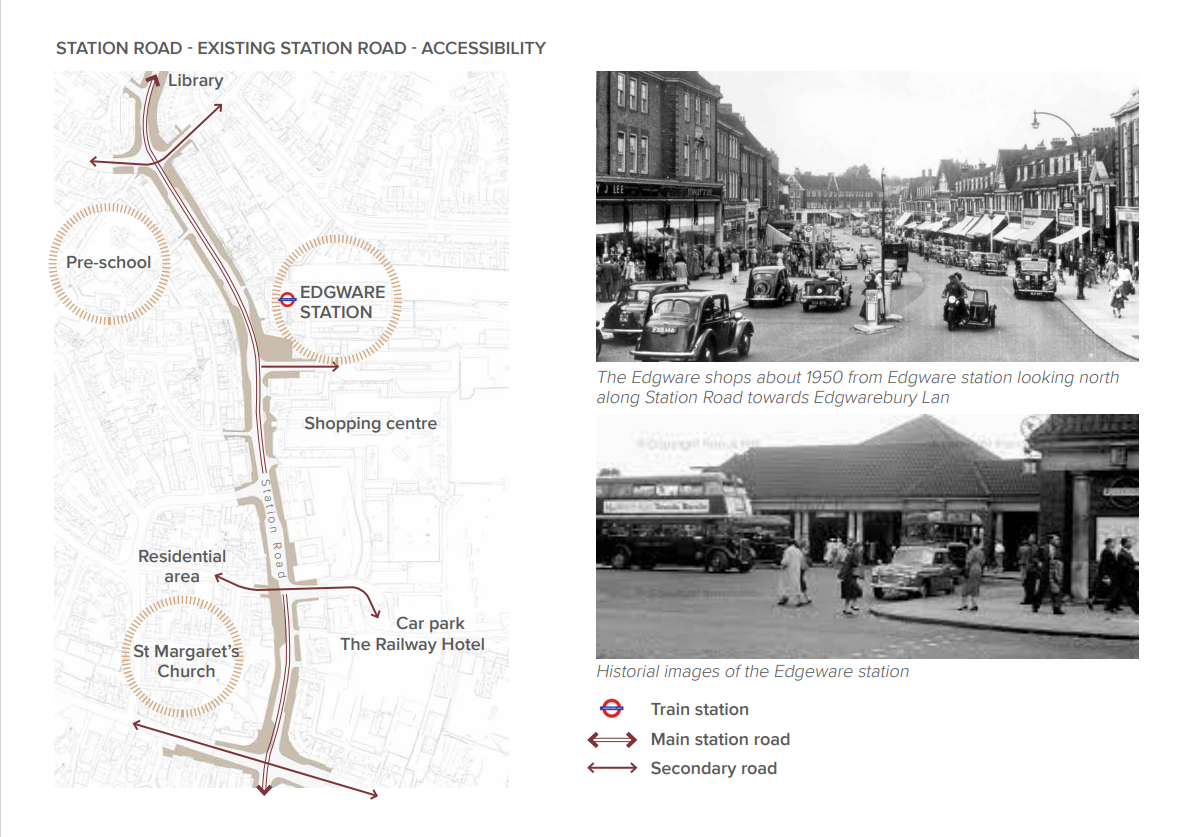 STATION ROAD - EXISTING STATION ROAD - ACCESSIBILITY
Library
Pre-school
EDGWARE
STATION
Shopping centre
Station Road
Residential
area
Car park
The Railway Hotel
St Margaret's
Church
J LEE
The Edgware shops about 1950 from Edgware station looking north
along Station Road towards Edgwarebury Lan
Historial images of the Edgeware station
Train station
Main station road
Secondary road